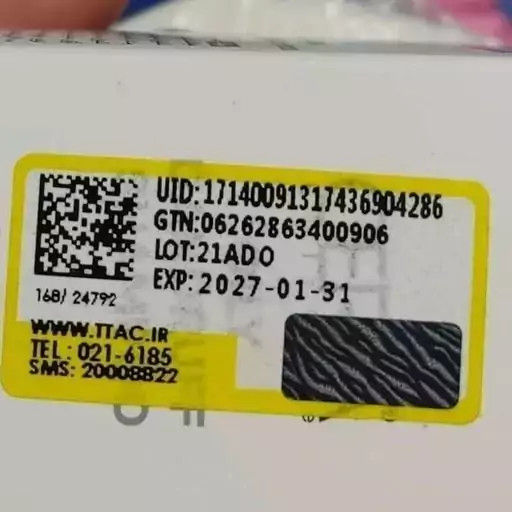 UID:17140091317436904286
GTN:06262863400906
LOT:21ADO
EXP:2027-01-31
168/24792
WWW.TTAC.IR
TEL: 021-6185
SMS: 20008822